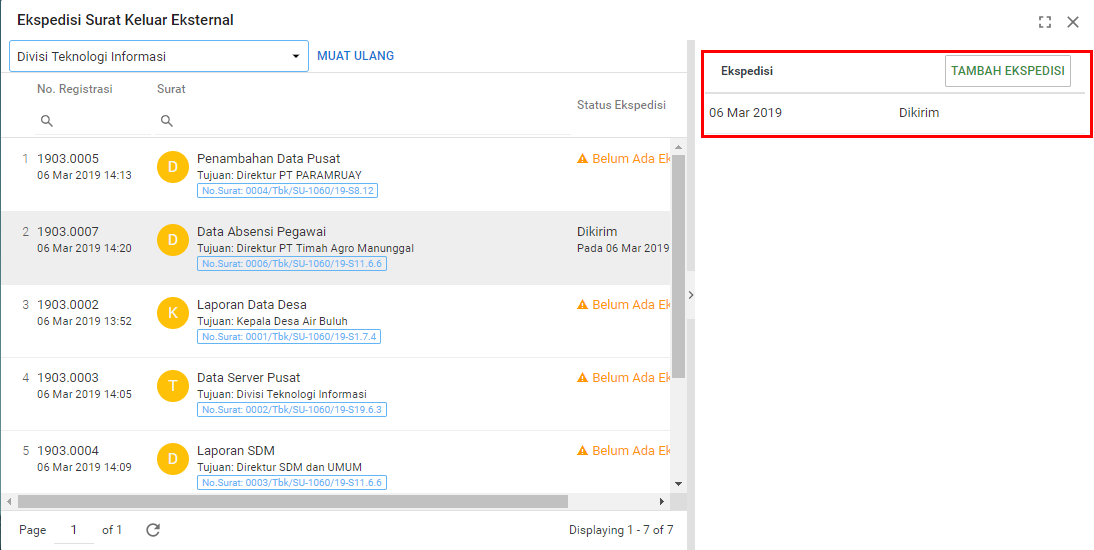 Ekspedisi Surat Keluar Eksternal
Divisi Teknologi Informasi
MUAT ULANG
No. Registrasi
Surat
Status Ekspedisi
1
1903.0005
06 Mar 2019 14:13
D
Penambahan Data Pusat
Tujuan: Direktur PT PARAMRUAY
No.Surat: 0004/Tbk/SU-1060/19-S8.12
Belum Ada Ek
2
1903.0007
06 Mar 2019 14:20
D
Data Absensi Pegawai
Tujuan: Direktur PT Timah Agro Manunggal
No.Surat: 0006/Tbk/SU-1060/19-S11.6.6
Dikirim
Pada 06 Mar 2019
3
1903.0002
06 Mar 2019 13:52
K
Laporan Data Desa
Tujuan: Kepala Desa Air Buluh
No.Surat: 0001/Tbk/SU-1060/19-S1.7.4
Belum Ada Ek
4
1903.0003
06 Mar 2019 14:05
T
Data Server Pusat
Tujuan: Divisi Teknologi Informasi
No.Surat: 0002/Tbk/SU-1060/19-S19.6.3
Belum Ada Ek
5
1903.0004
06 Mar 2019 14:09
D
Laporan SDM
Tujuan: Direktur SDM dan UMUM
No.Surat: 0003/Tbk/SU-1060/19-S11.6.6
Belum Ada Ek
Page 1 of 1
Displaying 1 - 7 of 7
Ekspedisi
TAMBAH EKSPEDISI
06 Mar 2019
Dikirim